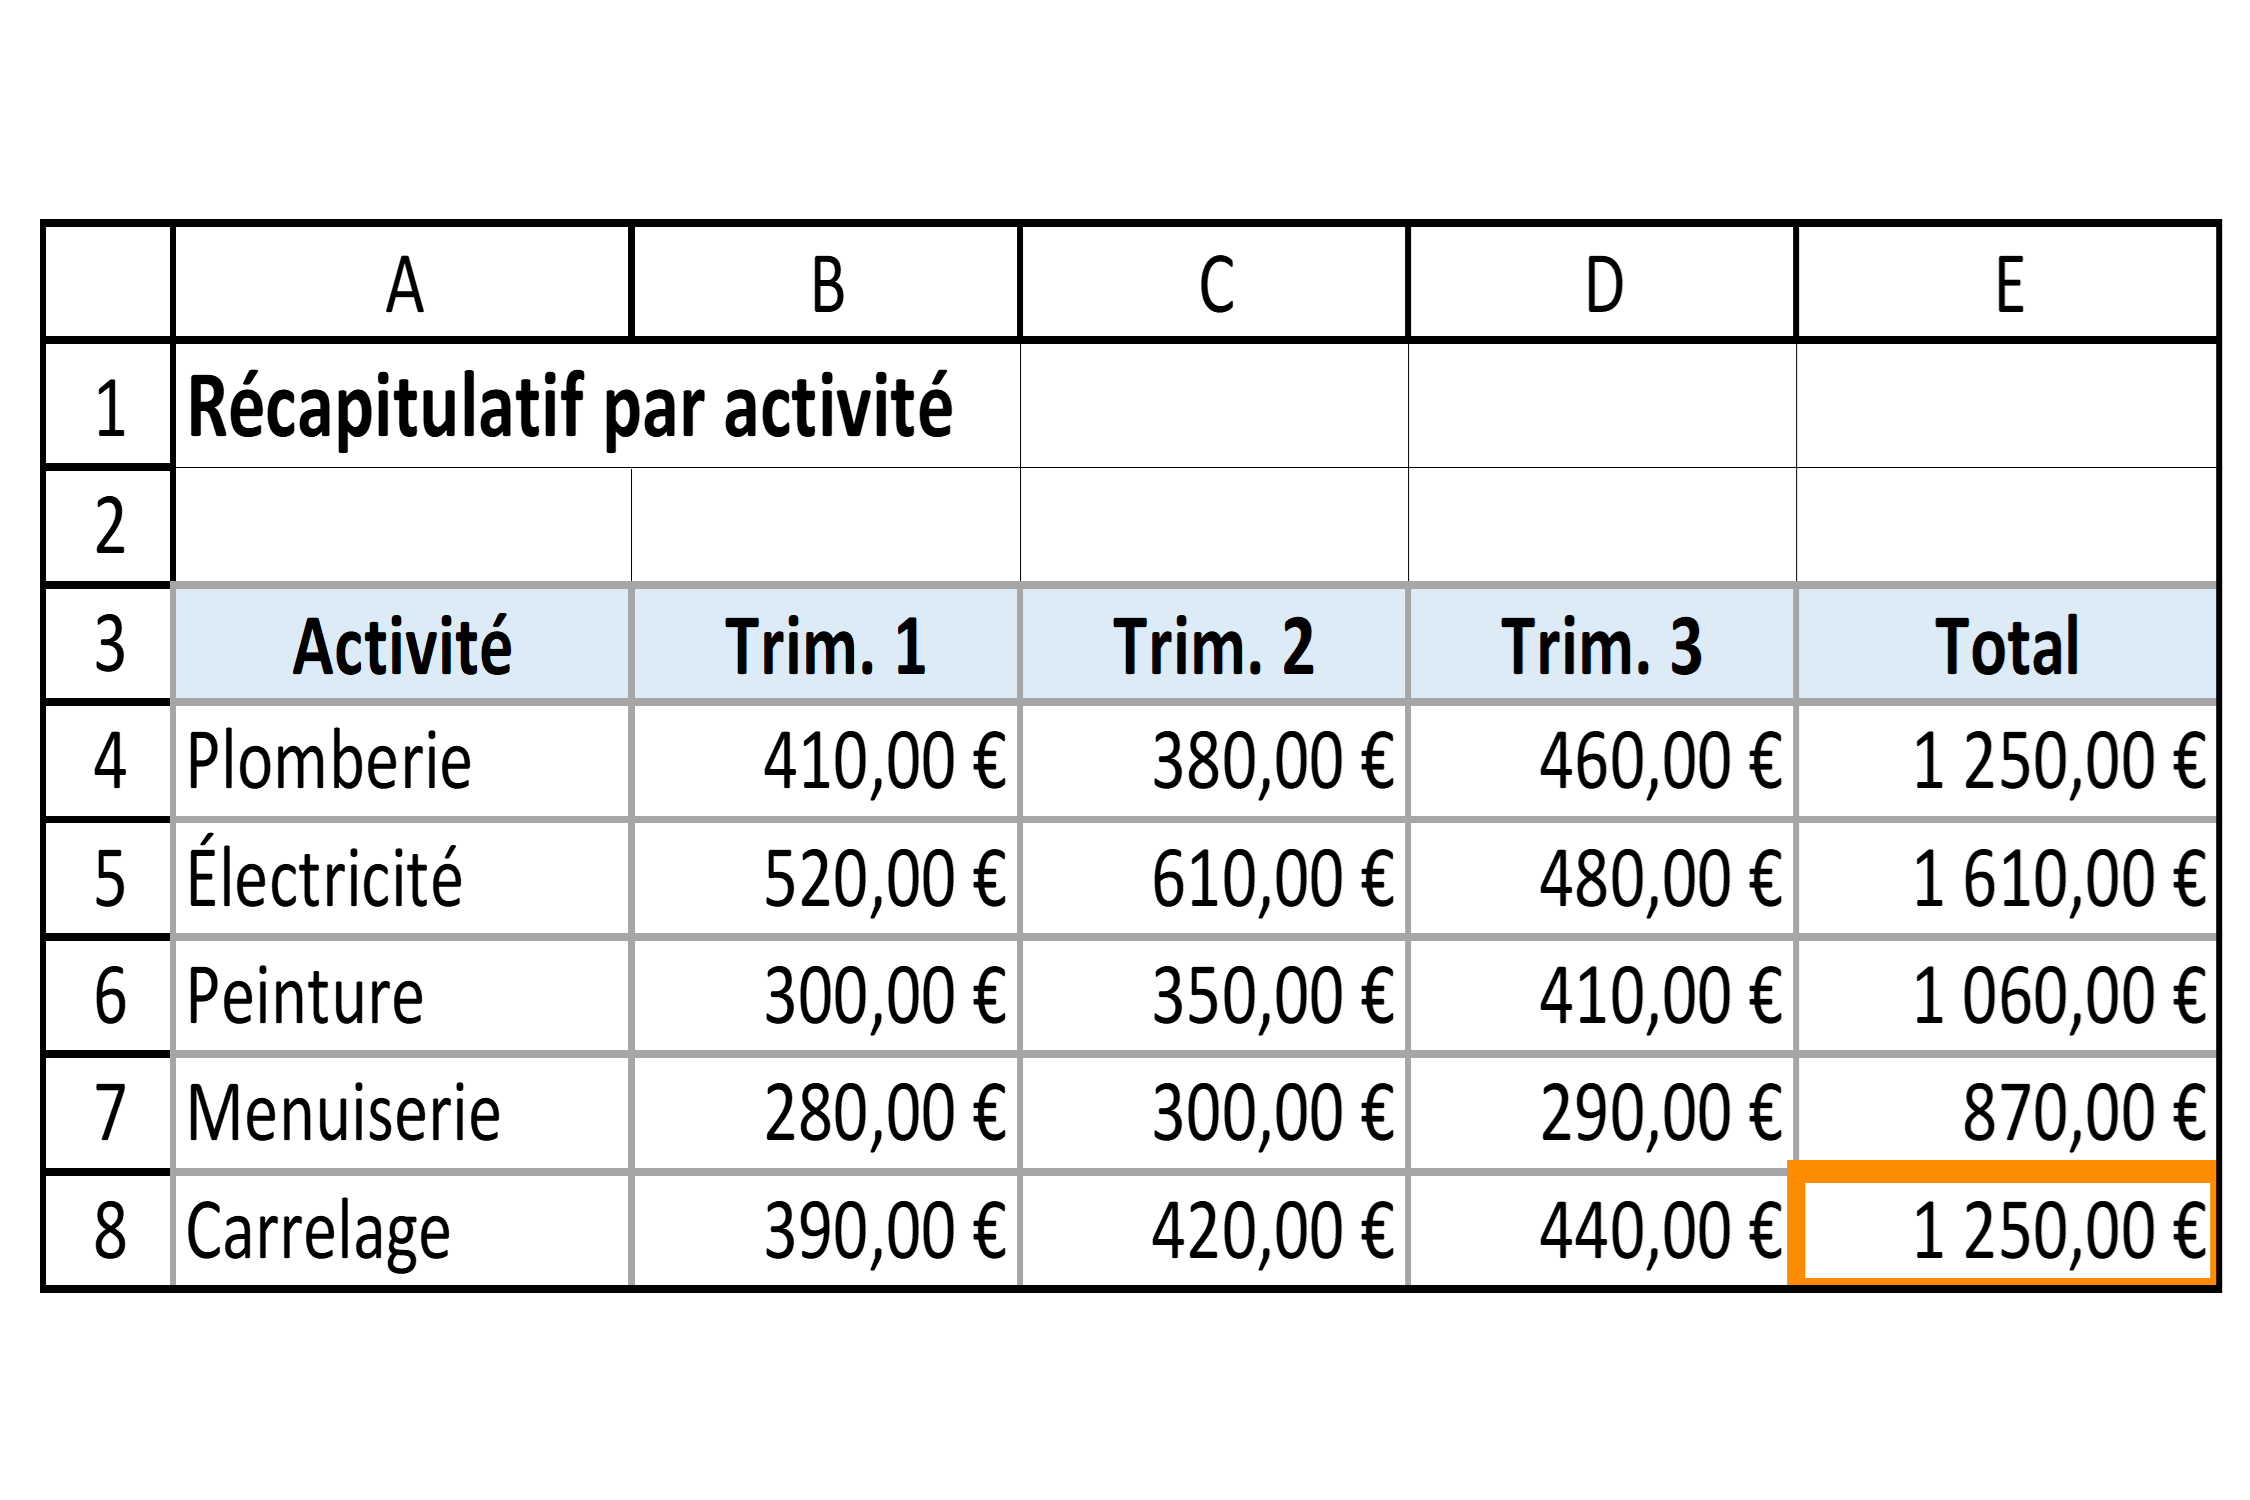 A B C D E
1 Récapitulatif par activité
2
3 Activité Trim. 1 Trim. 2 Trim. 3 Total
4 Plomberie 410,00 € 380,00 € 460,00 € 1 250,00 €
5 Électricité 520,00 € 610,00 € 480,00 € 1 610,00 €
6 Peinture 300,00 € 350,00 € 410,00 € 1 060,00 €
7 Menuiserie 280,00 € 300,00 € 290,00 € 870,00 €
8 Carrelage 390,00 € 420,00 € 440,00 € 1 250,00 €